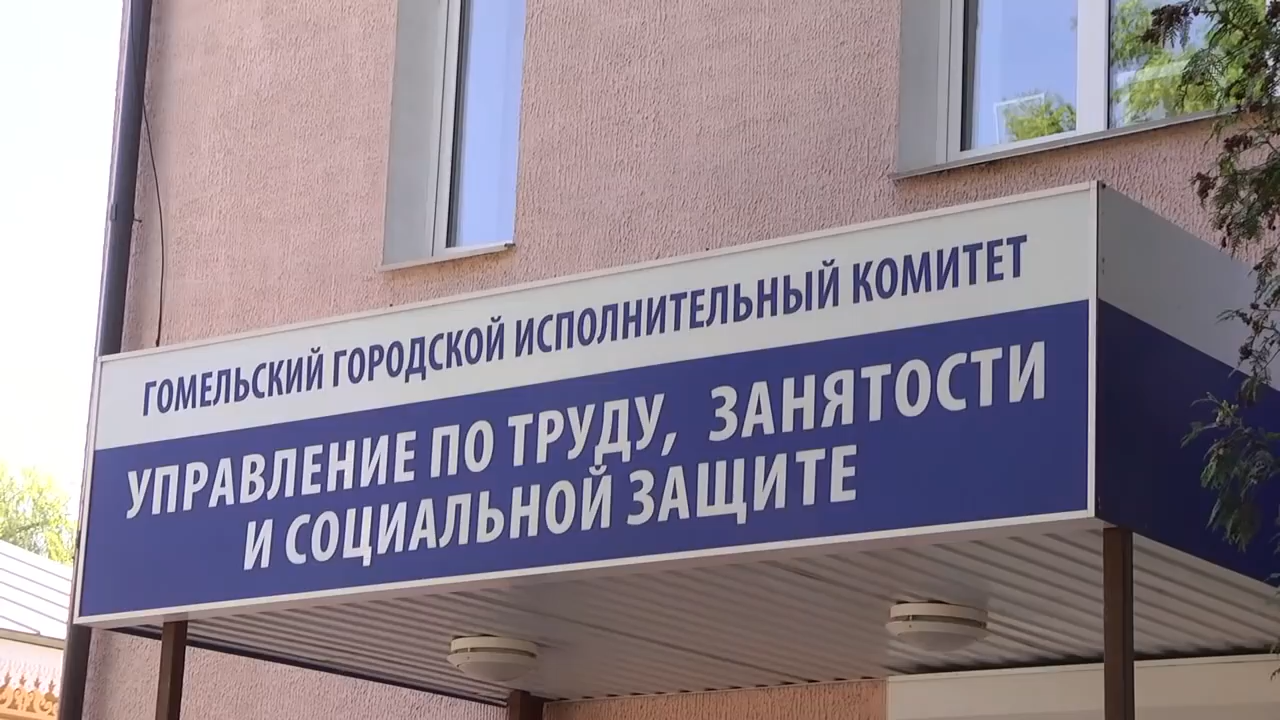 ГОМЕЛЬСКИЙ ГОРОДСКОЙ ИСПОЛНИТЕЛЬНЫЙ КОМИТЕТ
УПРАВЛЕНИЕ ПО ТРУДУ, ЗАНЯТОСТИ
И СОЦИАЛЬНОЙ ЗАЩИТЕ